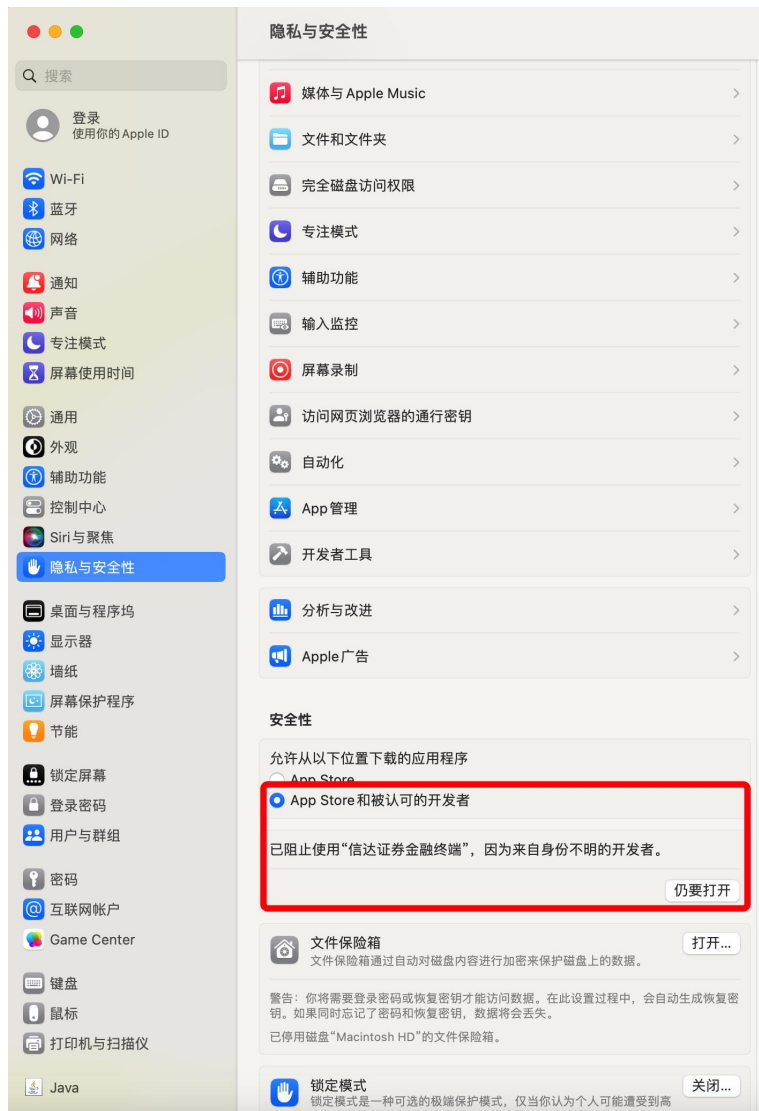 隐私与安全性
搜索
登录
使用你的 Apple ID
Wi-Fi
蓝牙
网络
通知
声音
专注模式
屏幕使用时间
通用
外观
辅助功能
控制中心
Siri与聚焦
隐私与安全性
桌面与程序坞
显示器
墙纸
屏幕保护程序
节能
锁定屏幕
登录密码
用户与群组
密码
互联网帐户
Game Center
键盘
鼠标
打印机与扫描仪
Java
媒体与 Apple Music
文件和文件夹
完全磁盘访问权限
专注模式
辅助功能
输入监控
屏幕录制
访问网页浏览器的通行密钥
自动化
App管理
开发者工具
分析与改进
Apple广告
安全性
允许从以下位置下载的应用程序
App Store
App Store和被认可的开发者
已阻止使用“信达证券金融终端”，因为来自身份不明的开发者。
仍要打开
文件保险箱
打开...
文件保险箱通过自动对磁盘内容进行加密来保护磁盘上的数据。
警告：你将需要登录密码或恢复密钥才能访问数据。在此设置过程中，会自动生成恢复密
钥。如果同时忘记了密码和恢复密钥，数据将会丢失。
已停用磁盘“Macintosh HD”的文件保险箱。
锁定模式
关闭...
锁定模式是一种可选的极端保护模式，仅当你认为个人可能遭受到高